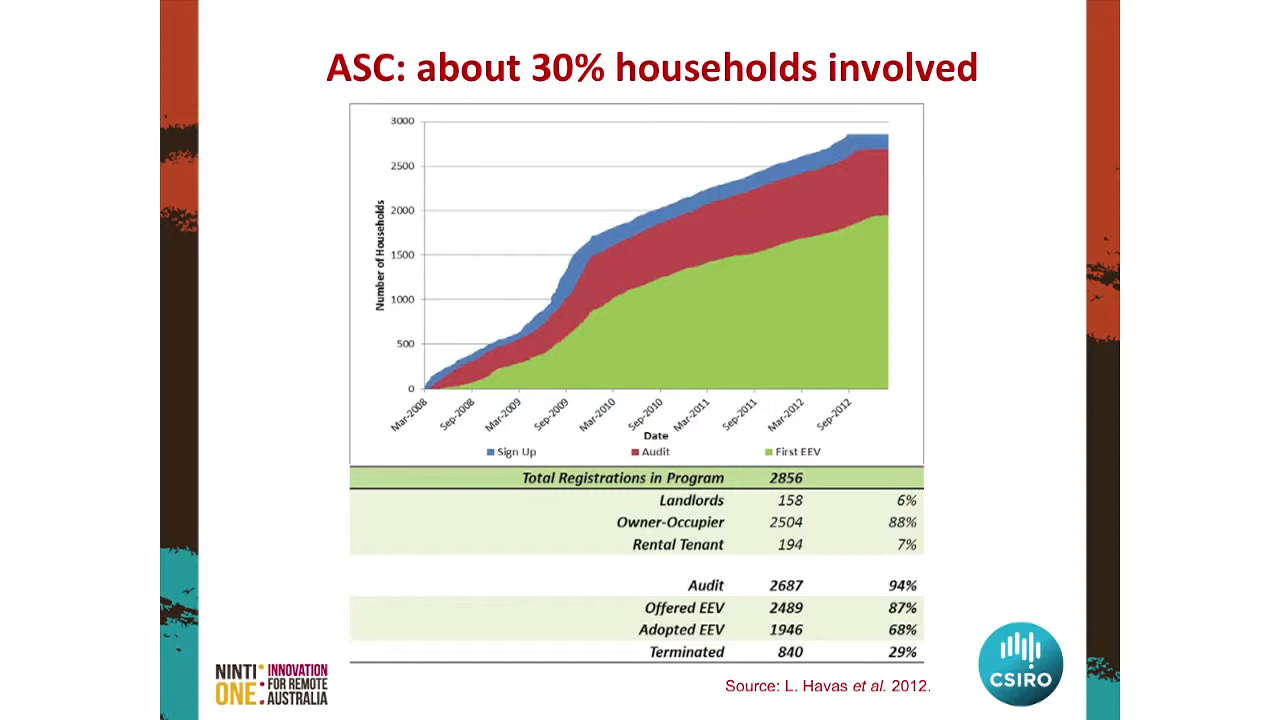 ASC: about 30% households involved
3000
2500
2000
1500
1000
500
0
Number of Households
Mar-2008
Sep-2008
Mar-2009
Sep-2009
Mar-2010
Sep-2010
Mar-2011
Sep-2011
Mar-2012
Sep-2012
Date
Sign Up Audit First EEV
Total Registrations in Program 2856
Landlords 158 6%
Owner-Occupier 2504 88%
Rental Tenant 194 7%
Audit 2687 94%
Offered EEV 2489 87%
Adopted EEV 1946 68%
Terminated 840 29%
Source: L. Havas et al. 2012.
NINTI ONE
INNOVATION
FOR REMOTE
AUSTRALIA
CSIRO